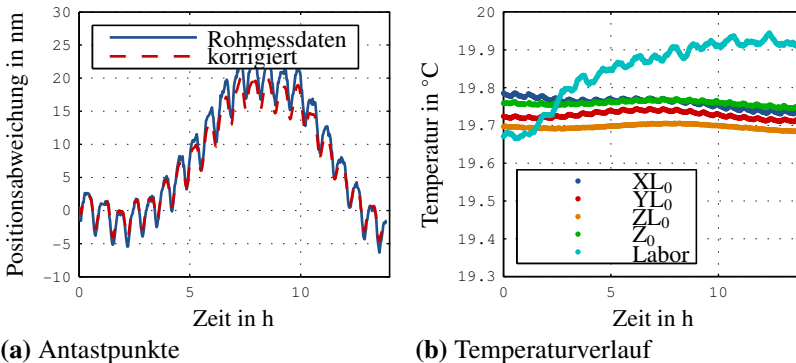 30
25
20
15
10
5
0
−5
−10
Positionsabweichung in nm
Rohmessdaten
korrigiert
0
5
10
Zeit in h
(a) Antastpunkte
20
19.9
19.8
19.7
19.6
19.5
19.4
19.3
Temperatur in °C
XL₀
YL₀
ZL₀
Z₀
Labor
0
5
10
Zeit in h
(b) Temperaturverlauf